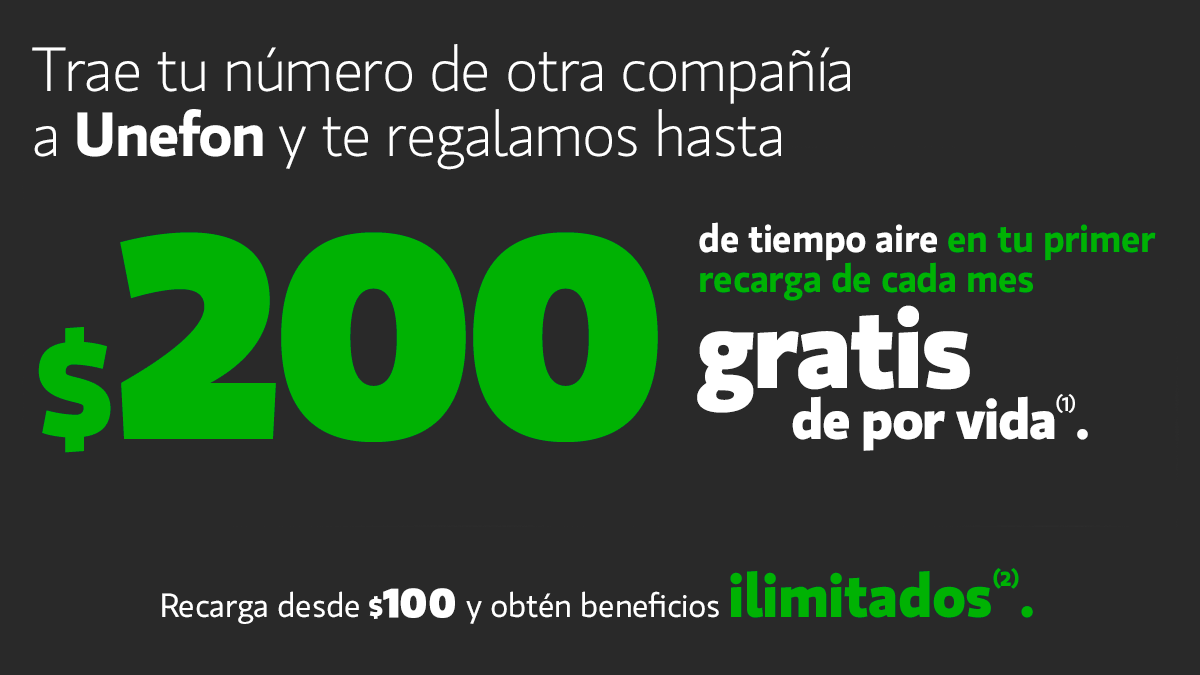 Trae tu número de otra compañía
a Unefon y te regalamos hasta
$200
de tiempo aire en tu primer
recarga de cada mes
gratis
de por vida(1).
Recarga desde $100 y obtén beneficios ilimitados(2).